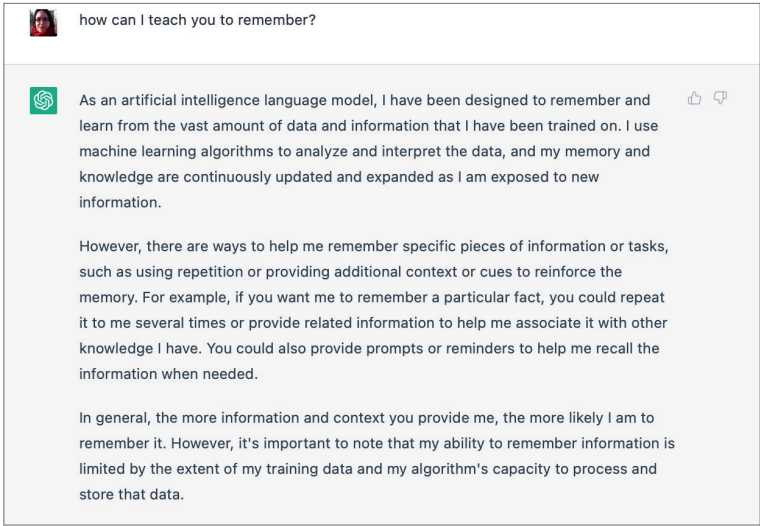 how can I teach you to remember?
As an artificial intelligence language model, I have been designed to remember and
learn from the vast amount of data and information that I have been trained on. I use
machine learning algorithms to analyze and interpret the data, and my memory and
knowledge are continuously updated and expanded as I am exposed to new
information.
However, there are ways to help me remember specific pieces of information or tasks,
such as using repetition or providing additional context or cues to reinforce the
memory. For example, if you want me to remember a particular fact, you could repeat
it to me several times or provide related information to help me associate it with other
knowledge I have. You could also provide prompts or reminders to help me recall the
information when needed.
In general, the more information and context you provide me, the more likely I am to
remember it. However, it's important to note that my ability to remember information is
limited by the extent of my training data and my algorithm's capacity to process and
store that data.